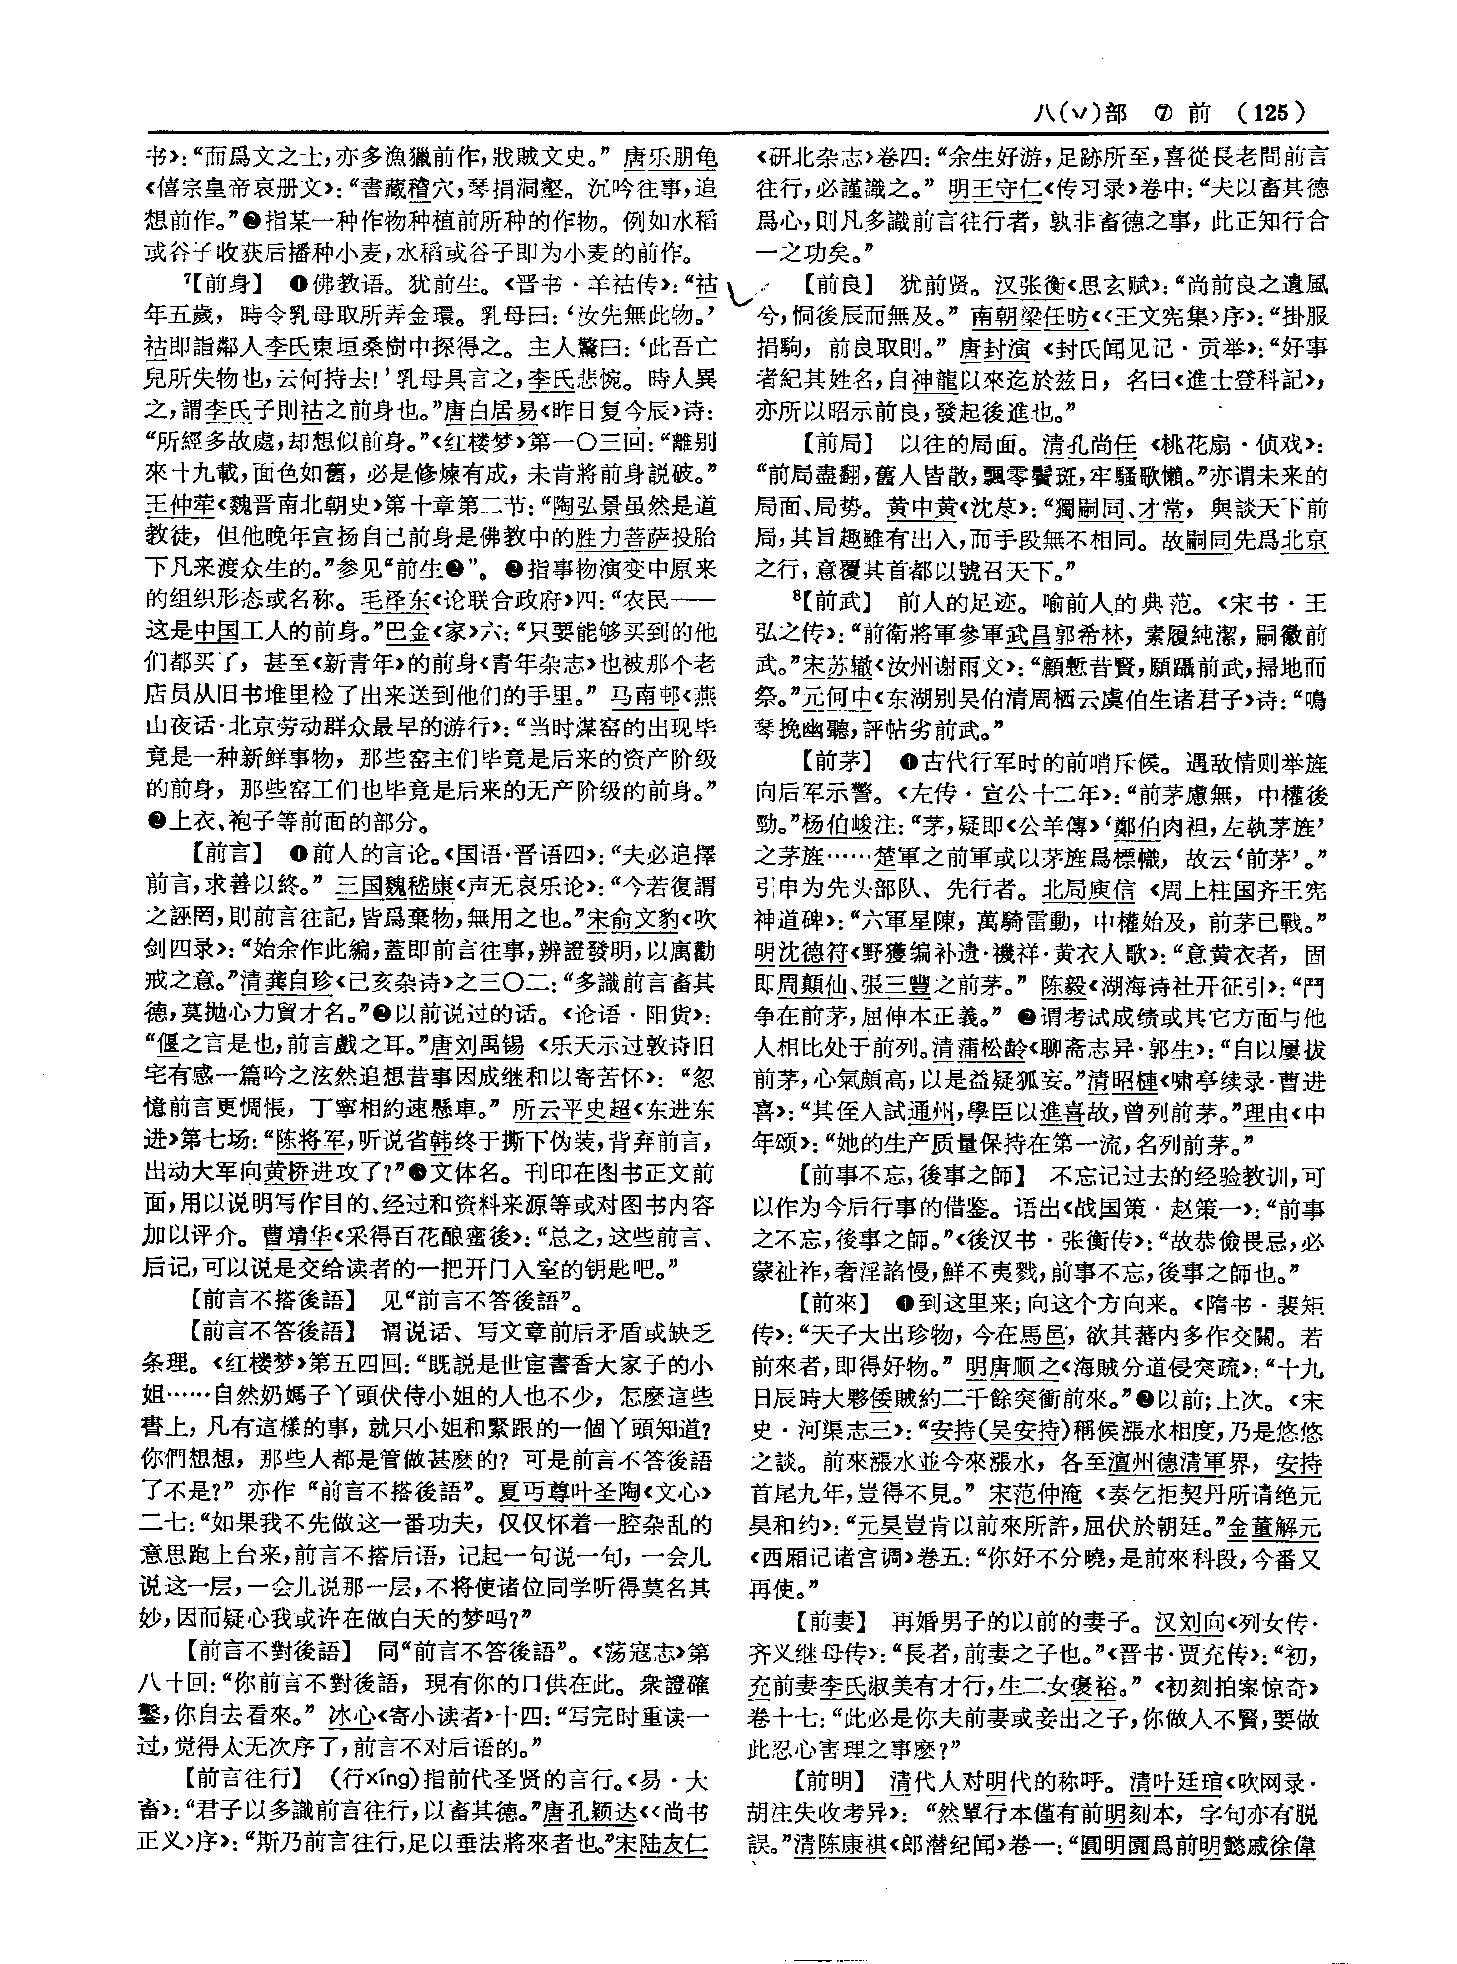 八(丷)部 ⑦ 前 (125)
书》：“而爲文之士，亦多漁獵前作，戕賊文史。” 唐乐朋龟
《僖宗皇帝哀册文》：“書藏稽穴，琴捐洞壑。沉吟往事，追
想前作。”❷指某一种作物种植前所种的作物。例如水稻
或谷子收获后播种小麦，水稻或谷子即为小麦的前作。
7【前身】 ❶佛教语。犹前生。《晋书·羊祜传》：“祜
年五歲，時令乳母取所弄金環。乳母曰：‘汝先無此物。’
祜即詣鄰人李氏東垣桑樹中探得之。主人驚曰：‘此吾亡
兒所失物也，云何持去！’乳母具言之，李氏悲惋。時人異
之，謂李氏子則祜之前身也。”唐白居易《昨日复今辰》诗：
“所經多故處，却想似前身。”《红楼梦》第一〇三回：“離别
來十九載，面色如舊，必是修煉有成，未肯將前身説破。”
王仲荦《魏晋南北朝史》第十章第二节：“陶弘景虽然是道
教徒，但他晚年宣扬自己前身是佛教中的胜力菩萨投胎
下凡来渡众生的。”参见“前生❷”。❷指事物演变中原来
的组织形态或名称。毛泽东《论联合政府》四：“农民——
这是中国工人的前身。”巴金《家》六：“只要能够买到的他
们都买了，甚至《新青年》的前身《青年杂志》也被那个老
店员从旧书堆里检了出来送到他们的手里。” 马南邨《燕
山夜话·北京劳动群众最早的游行》：“当时煤窑的出现毕
竟是一种新鲜事物，那些窑主们毕竟是后来的资产阶级
的前身，那些窑工们也毕竟是后来的无产阶级的前身。”
❸上衣、袍子等前面的部分。
【前言】 ❶前人的言论。《国语·晋语四》：“夫必追擇
前言，求善以終。” 三国魏嵇康《声无哀乐论》：“今若復謂
之誣罔，則前言往記，皆爲棄物，無用之也。”宋俞文豹《吹
剑四录》：“始余作此編，蓋即前言往事，辨證發明，以寓勸
戒之意。”清龚自珍《己亥杂诗》之三〇二：“多識前言畜其
德，莫抛心力貿才名。”❷以前说过的话。《论语·阳货》：
“偃之言是也，前言戲之耳。”唐刘禹锡《乐天示过敦诗旧
宅有感一篇吟之泫然追想昔事因成继和以寄苦怀》：“忽
憶前言更惆悵，丁寧相約速懸車。” 所云平史超《东进东
进》第七场：“陈将军，听说省韩终于撕下伪装，背弃前言，
出动大军向黄桥进攻了？”❸文体名。刊印在图书正文前
面，用以说明写作目的、经过和资料来源等或对图书内容
加以评介。曹靖华《采得百花酿蜜後》：“总之，这些前言、
后记，可以说是交给读者的一把开门入室的钥匙吧。”
【前言不搭後語】 见“前言不答後語”。
【前言不答後語】 谓说话、写文章前后矛盾或缺乏
条理。《红楼梦》第五四回：“既説是世宦書香大家子的小
姐……自然奶媽子丫頭伏侍小姐的人也不少，怎麽這些
書上，凡有這樣的事，就只小姐和緊跟的一個丫頭知道？
你們想想，那些人都是管做甚麽的？可是前言不答後語
了不是？” 亦作“前言不搭後語”。夏丏尊叶圣陶《文心》
二七：“如果我不先做这一番功夫，仅仅怀着一腔杂乱的
意思跑上台来，前言不搭后语，记起一句说一句，一会儿
说这一层，一会儿说那一层，不将使诸位同学听得莫名其
妙，因而疑心我或许在做白天的梦吗？”
【前言不對後語】 同“前言不答後語”。《荡寇志》第
八十回：“你前言不對後語，現有你的口供在此。衆證確
鑿，你自去看來。” 冰心《寄小读者》十四：“写完时重读一
过，觉得太无次序了，前言不对后语的。”
【前言往行】 （行xíng）指前代圣贤的言行。《易·大
畜》：“君子以多識前言往行，以畜其德。”唐孔颖达《〈尚书
正义〉序》：“斯乃前言往行，足以垂法將來者也。”宋陆友仁
《研北杂志》卷四：“余生好游，足跡所至，喜從長老問前言
往行，必謹識之。” 明王守仁《传习录》卷中：“夫以畜其德
爲心，則凡多識前言往行者，孰非畜德之事，此正知行合
一之功矣。”
【前良】 犹前贤。汉张衡《思玄赋》：“尚前良之遺風
兮，恫後辰而無及。” 南朝梁任昉《〈王文宪集〉序》：“掛服
捐駒，前良取則。” 唐封演《封氏闻见记·贡举》：“好事
者紀其姓名，自神龍以來迄於兹日，名曰《進士登科記》，
亦所以昭示前良，發起後進也。”
【前局】 以往的局面。清孔尚任《桃花扇·侦戏》：
“前局盡翻，舊人皆散，飄零鬢斑，牢騷歌懶。”亦谓未来的
局面、局势。黄中黄《沈荩》：“獨嗣同、才常，與談天下前
局，其旨趣雖有出入，而手段無不相同。故嗣同先爲北京
之行，意覆其首都以號召天下。”
8【前武】 前人的足迹。喻前人的典范。《宋书·王
弘之传》：“前衛將軍參軍武昌郭希林，素履純潔，嗣徽前
武。”宋苏辙《汝州谢雨文》：“顧慙昔賢，願躡前武，掃地而
祭。”元何中《东湖别吴伯清周栖云虞伯生诸君子》诗：“鳴
琴挽幽聽，評帖劣前武。”
【前茅】 ❶古代行军时的前哨斥候。遇敌情则举旌
向后军示警。《左传·宣公十二年》：“前茅慮無，中權後
勁。”杨伯峻注：“茅，疑即《公羊傳》‘鄭伯肉袒，左執茅旌’
之茅旌……楚軍之前軍或以茅旌爲標幟，故云‘前茅’。”
引申为先头部队、先行者。北周庾信《周上柱国齐王宪
神道碑》：“六軍星陳，萬騎雷動，中權始及，前茅已戰。”
明沈德符《野獲编补遗·禨祥·黄衣人歌》：“意黄衣者，固
即周顛仙、張三豐之前茅。” 陈毅《湖海诗社开征引》：“鬥
争在前茅，屈伸本正義。” ❷谓考试成绩或其它方面与他
人相比处于前列。清蒲松龄《聊斋志异·郭生》：“自以屢拔
前茅，心氣頗高，以是益疑狐妄。”清昭槤《啸亭续录·曹进
喜》：“其侄入試通州，學臣以進喜故，曾列前茅。”理由《中
年颂》：“她的生产质量保持在第一流，名列前茅。”
【前事不忘，後事之師】 不忘记过去的经验教训，可
以作为今后行事的借鉴。语出《战国策·赵策一》：“前事
之不忘，後事之師。”《後汉书·张衡传》：“故恭儉畏忌，必
蒙祉祚，奢淫諂慢，鮮不夷戮，前事不忘，後事之師也。”
【前來】 ❶到这里来；向这个方向来。《隋书·裴矩
传》：“天子大出珍物，今在馬邑，欲共蕃内多作交關。若
前來者，即得好物。” 明唐顺之《海贼分道侵突疏》：“十九
日辰時大夥倭賊約二千餘突衝前來。”❷以前；上次。《宋
史·河渠志三》：“安持（吴安持）稱候漲水相度，乃是悠悠
之談。前來漲水並今來漲水，各至澶州德清軍界，安持
首尾九年，豈得不見。” 宋范仲淹《奏乞拒契丹所请绝元
昊和约》：“元昊豈肯以前來所許，屈伏於朝廷。”金董解元
《西厢记诸宫调》卷五：“你好不分曉，是前來科段，今番又
再使。”
【前妻】 再婚男子的以前的妻子。汉刘向《列女传·
齐义继母传》：“長者，前妻之子也。”《晋书·贾充传》：“初，
充前妻李氏淑美有才行，生二女褒裕。” 《初刻拍案惊奇》
卷十七：“此必是你夫前妻或妾出之子，你做人不賢，要做
此忍心害理之事麽？”
【前明】 清代人对明代的称呼。清叶廷琯《吹网录·
胡注失收考异》：“然單行本僅有前明刻本，字句亦有脱
誤。”清陈康祺《郎潜纪闻》卷一：“圓明園爲前明懿戚徐偉